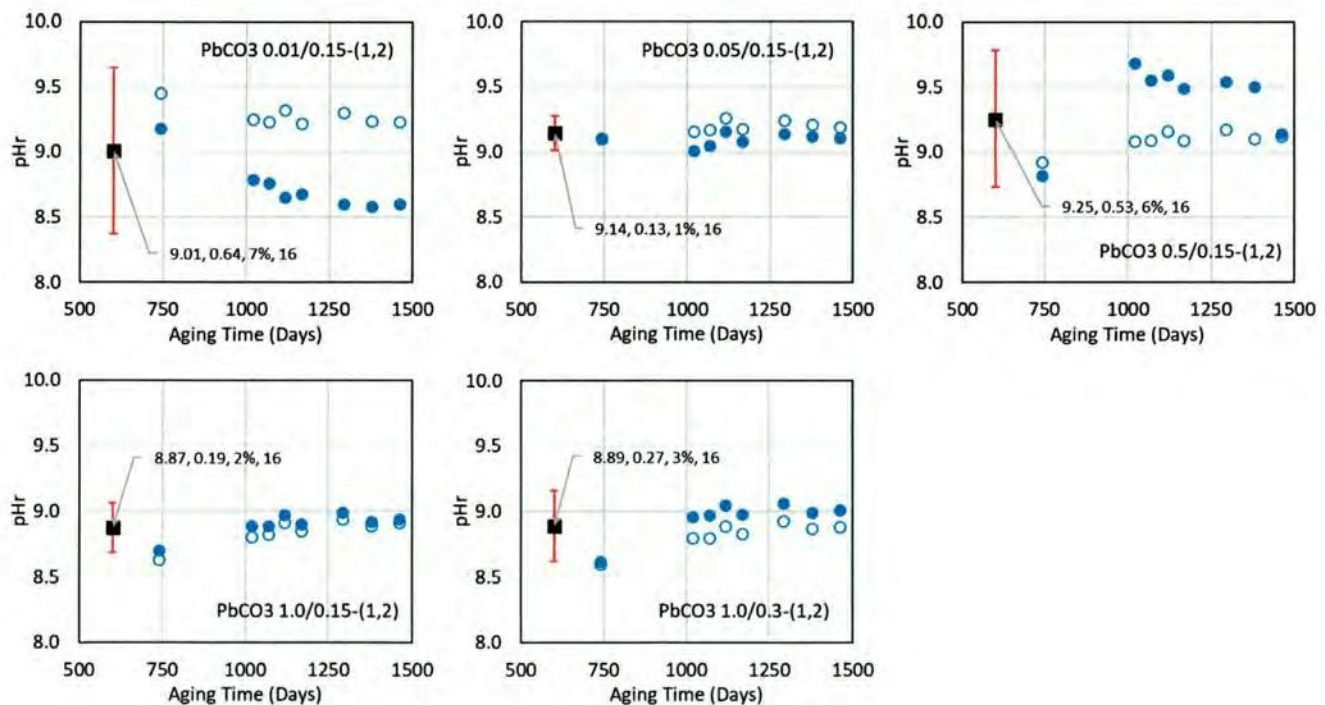 10.0
PbCO3 0.01/0.15-(1,2)
9.5
pHr
9.0
8.5
9.01, 0.64, 7%, 16
8.0
500 750 1000 1250 1500
Aging Time (Days)
10.0
PbCO3 0.05/0.15-(1,2)
9.5
pHr
9.0
8.5
9.14, 0.13, 1%, 16
8.0
500 750 1000 1250 1500
Aging Time (Days)
10.0
9.5
pHr
9.0
8.5
9.25, 0.53, 6%, 16
PbCO3 0.5/0.15-(1,2)
8.0
500 750 1000 1250 1500
Aging Time (Days)
10.0
9.5
8.87, 0.19, 2%, 16
pHr
9.0
8.5
PbCO3 1.0/0.15-(1,2)
8.0
500 750 1000 1250 1500
Aging Time (Days)
10.0
9.5
8.89, 0.27, 3%, 16
pHr
9.0
8.5
PbCO3 1.0/0.3-(1,2)
8.0
500 750 1000 1250 1500
Aging Time (Days)